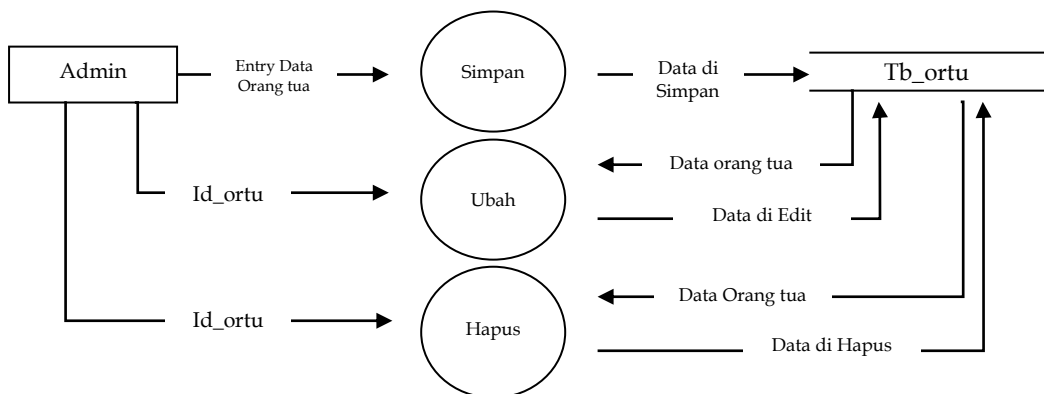 Admin
Entry Data
Orang tua
Simpan
Data di
Simpan
Tb_ortu
Data orang tua
Id_ortu
Ubah
Data di Edit
Data Orang tua
Id_ortu
Hapus
Data di Hapus